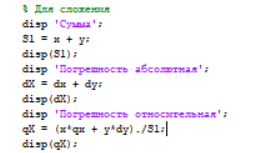 % Для сложения
disp 'Сумма';
S1 = x + y;
disp(S1);
disp 'Погрешность абсолютная';
dX = dx + dy;
disp(dX);
disp 'Погрешность относительная';
qX = (x*qx + y*dy)./S1;
disp(qX);